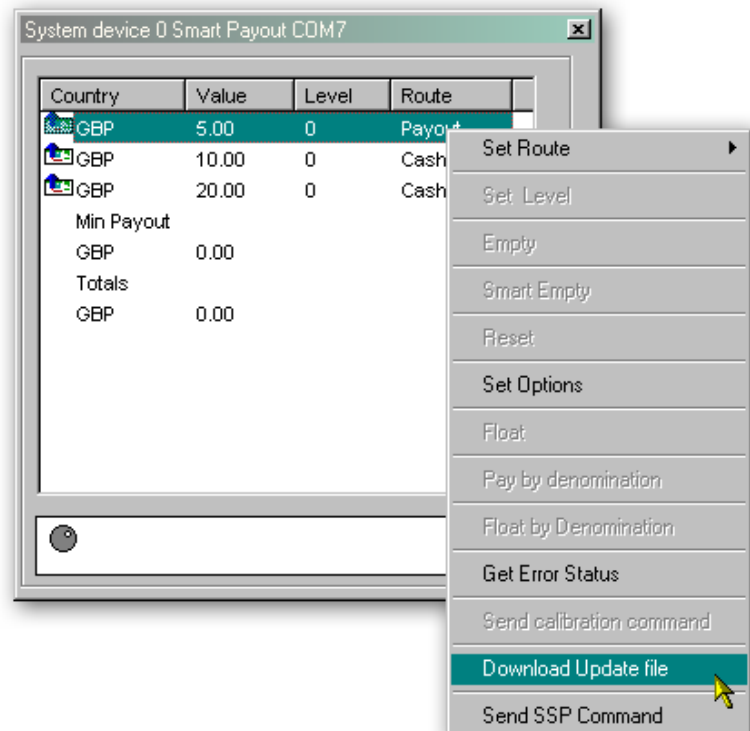 System device 0 Smart Payout COM7
Country Value Level Route
GBP 5.00 0 Payout
GBP 10.00 0 Cash
GBP 20.00 0 Cash
Min Payout
GBP 0.00
Totals
GBP 0.00
Set Route
Set Level
Empty
Smart Empty
Reset
Set Options
Float
Pay by denomination
Float by Denomination
Get Error Status
Send calibration command
Download Update file
Send SSP Command